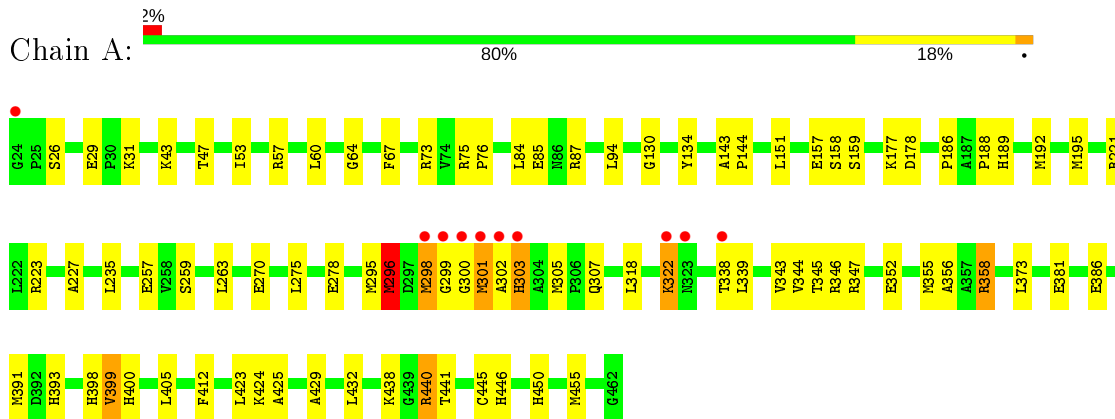 2%
Chain A:
80% 18% •
G24 P25 S26 E29 P30 K31 K43 T47 I53 R57 L60 G64 F67 R73 V74 R75 P76 L84 E85 N86 R87 L94 G130 Y134 A143 P144 L151 E157 S158 S159 K177 D178 P186 A187 P188 H189 M192 M195
L222 R223 A227 L235 E257 V258 S259 L263 E270 L275 E278 M295 M296 D297 M298 G299 G300 M301 A302 H303 A304 M305 P306 Q307 L318 K322 N323 T338 L339 V343 V344 T345 R346 R347 E352 M355 A356 A357 R358 L373 E381 E386
M391 D392 H393 H398 V399 H400 L405 F412 L423 K424 A425 A429 L432 K438 G439 R440 T441 C445 H446 H450 M455 G462